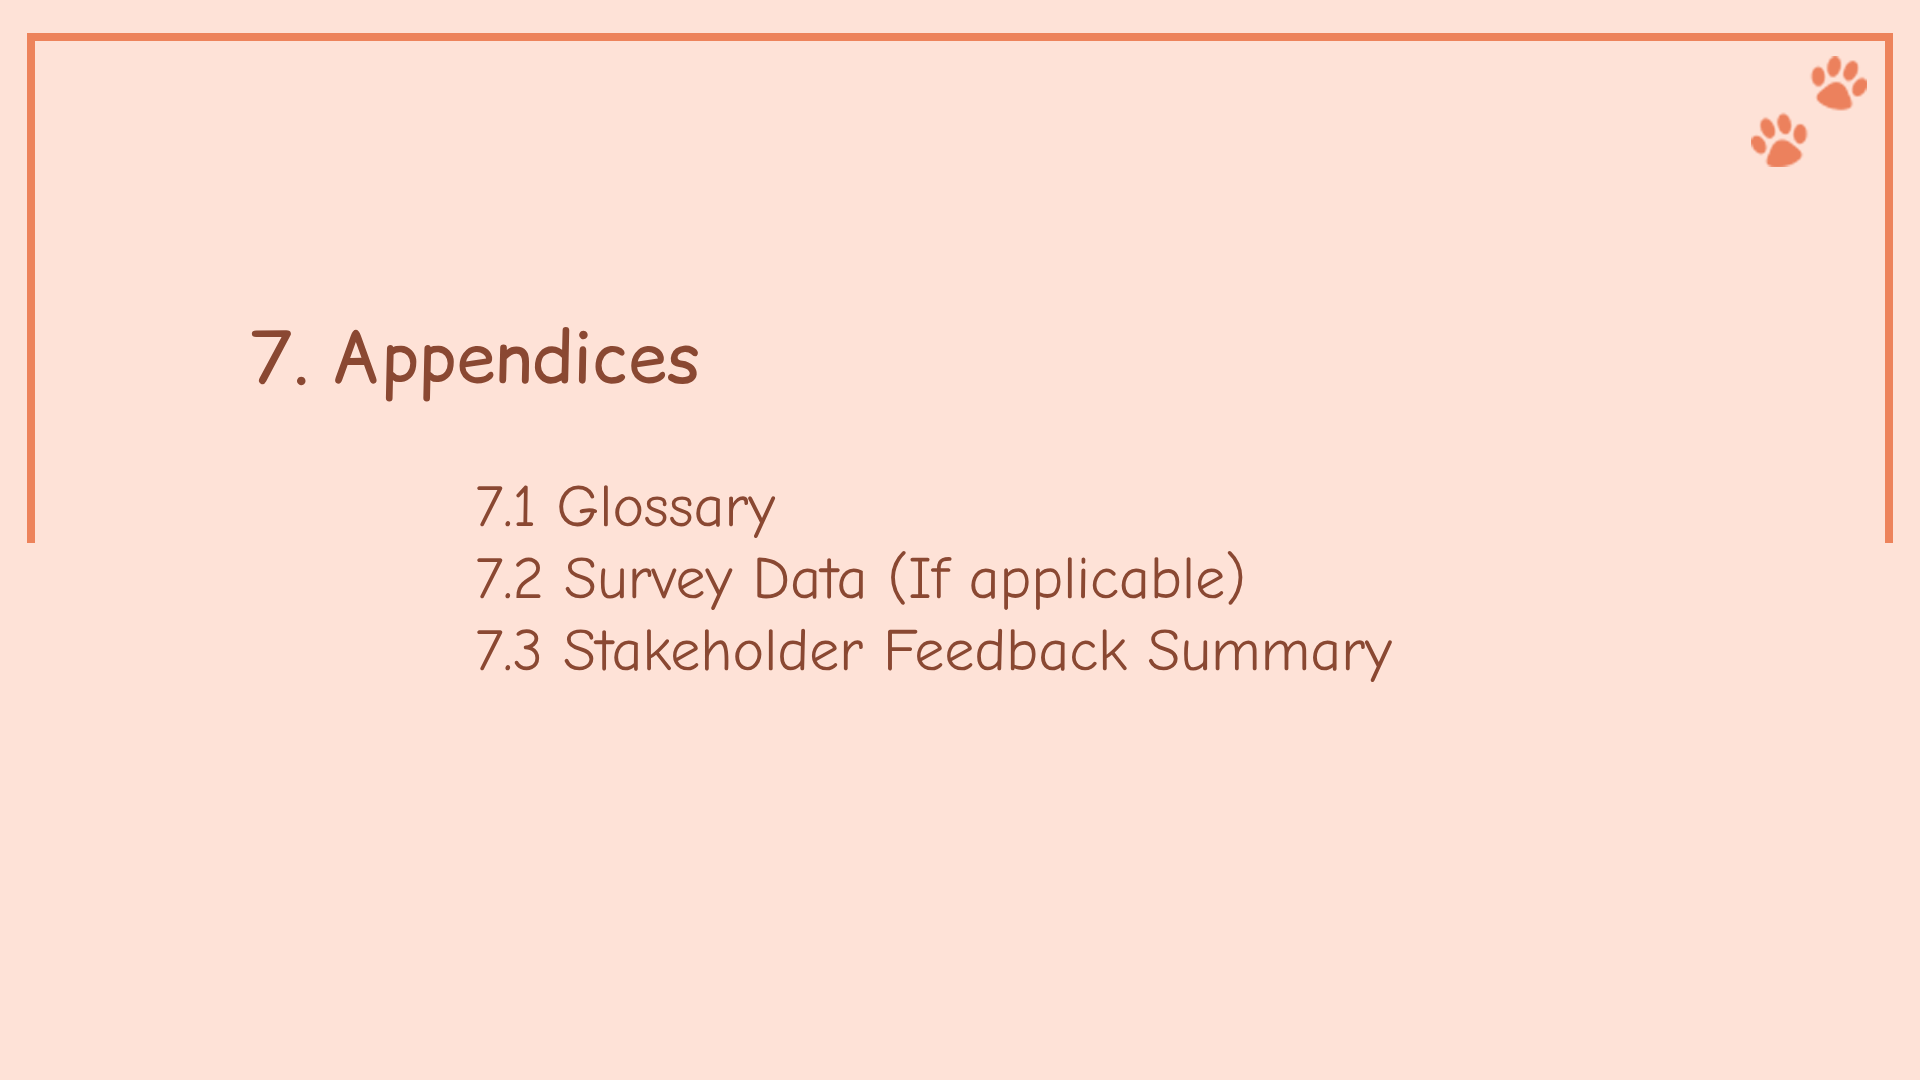 7. Appendices
7.1 Glossary
7.2 Survey Data (If applicable)
7.3 Stakeholder Feedback Summary